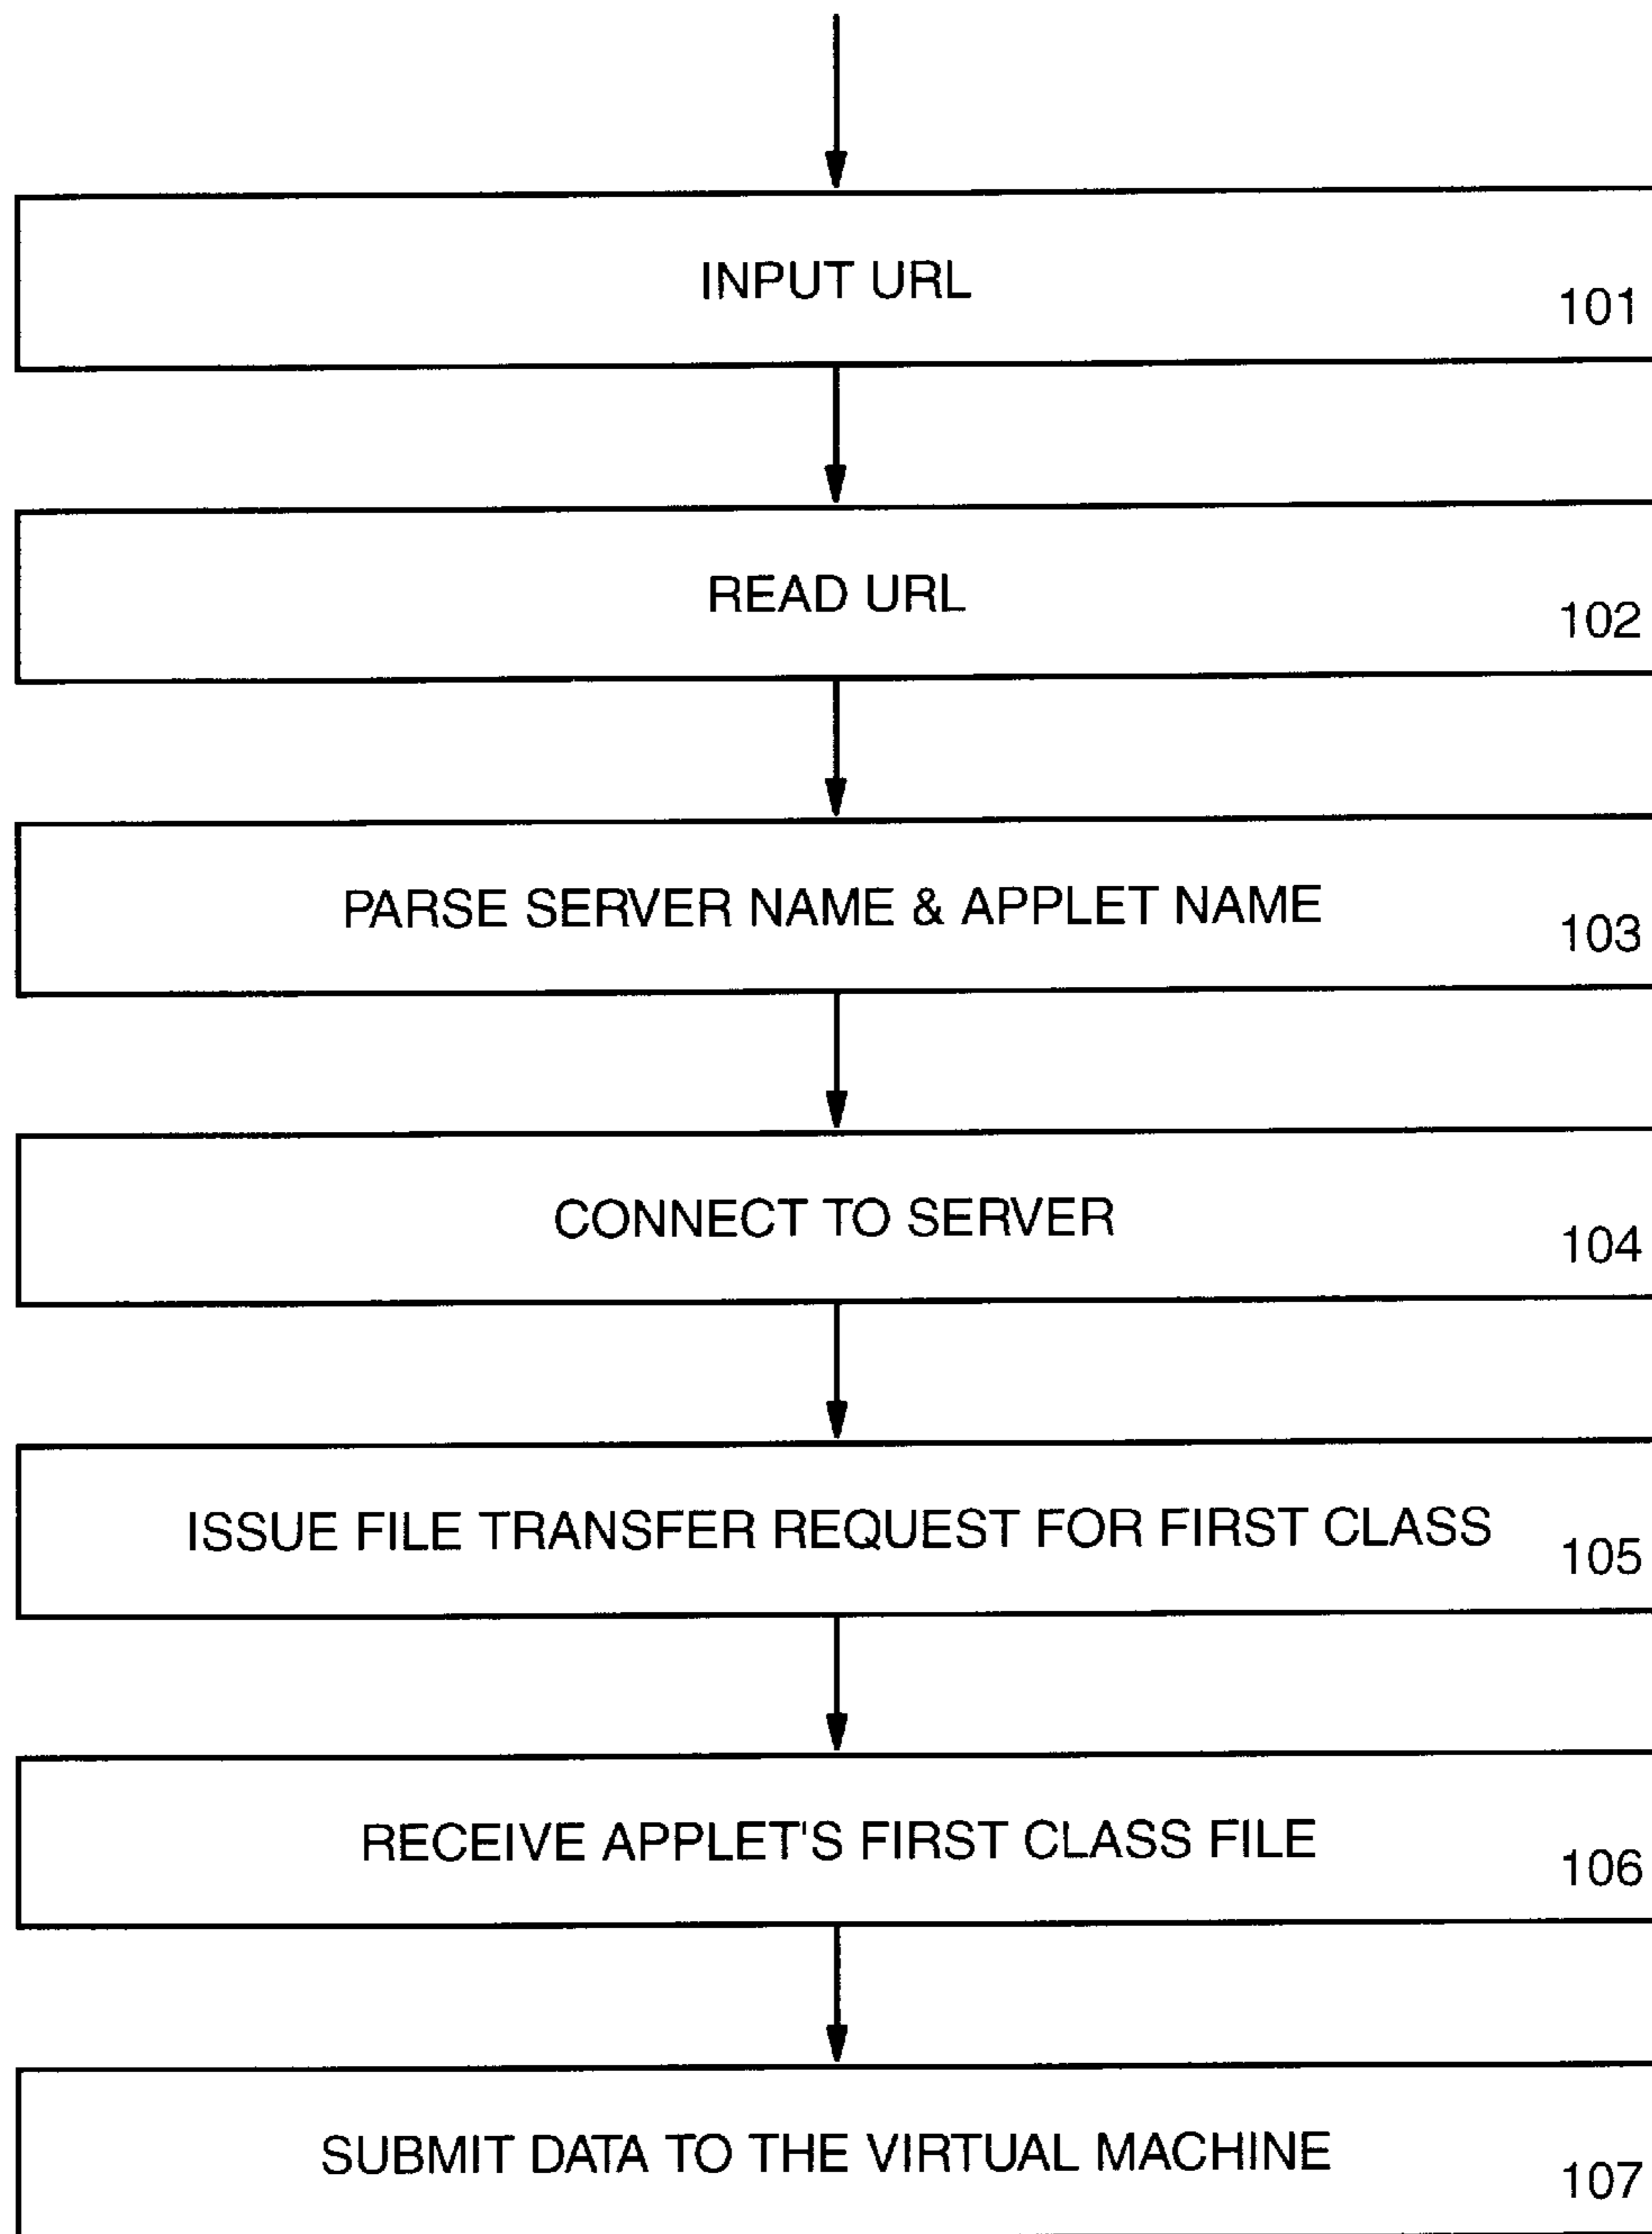 INPUT URL
101
READ URL
102
PARSE SERVER NAME & APPLET NAME
103
CONNECT TO SERVER
104
ISSUE FILE TRANSFER REQUEST FOR FIRST CLASS
105
RECEIVE APPLET'S FIRST CLASS FILE
106
SUBMIT DATA TO THE VIRTUAL MACHINE
107